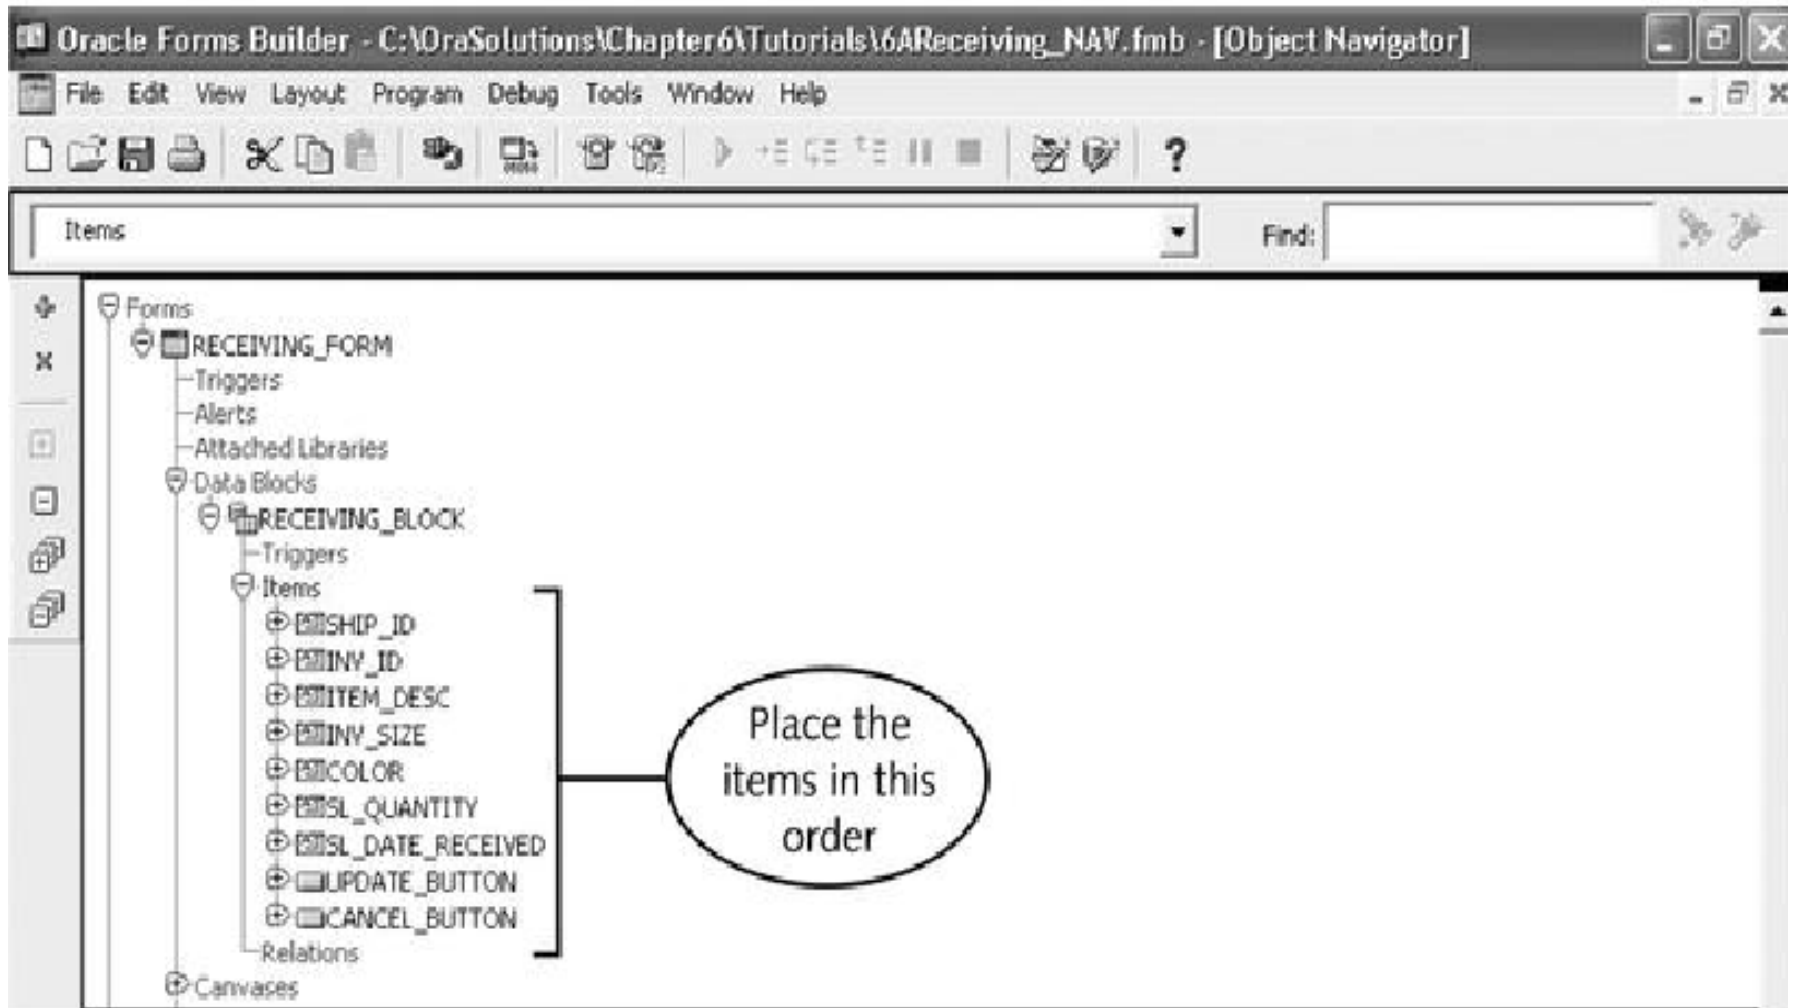 Oracle Forms Builder - C:\OraSolutions\Chapter6\Tutorials\6AReceiving_NAV.fmb - [Object Navigator]
File Edit View Layout Program Debug Tools Window Help
Items
Find:
Forms
RECEIVING_FORM
Triggers
Alerts
Attached Libraries
Data Blocks
RECEIVING_BLOCK
Triggers
Items
SHIP_ID
INV_ID
ITEM_DESC
INV_SIZE
COLOR
SL_QUANTITY
SL_DATE_RECEIVED
UPDATE_BUTTON
CANCEL_BUTTON
Relations
Canvases
Place the
items in this
order